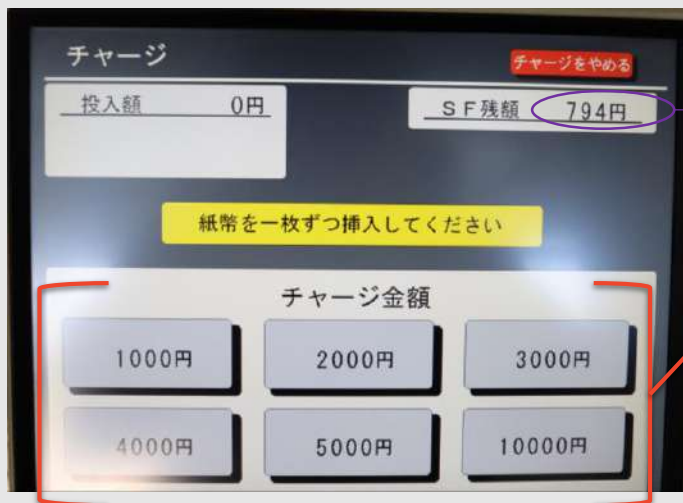 チャージ
チャージをやめる
投入額 0円
SF残額 794円
紙幣を一枚ずつ挿入してください
チャージ金額
1000円 2000円 3000円
4000円 5000円 10000円